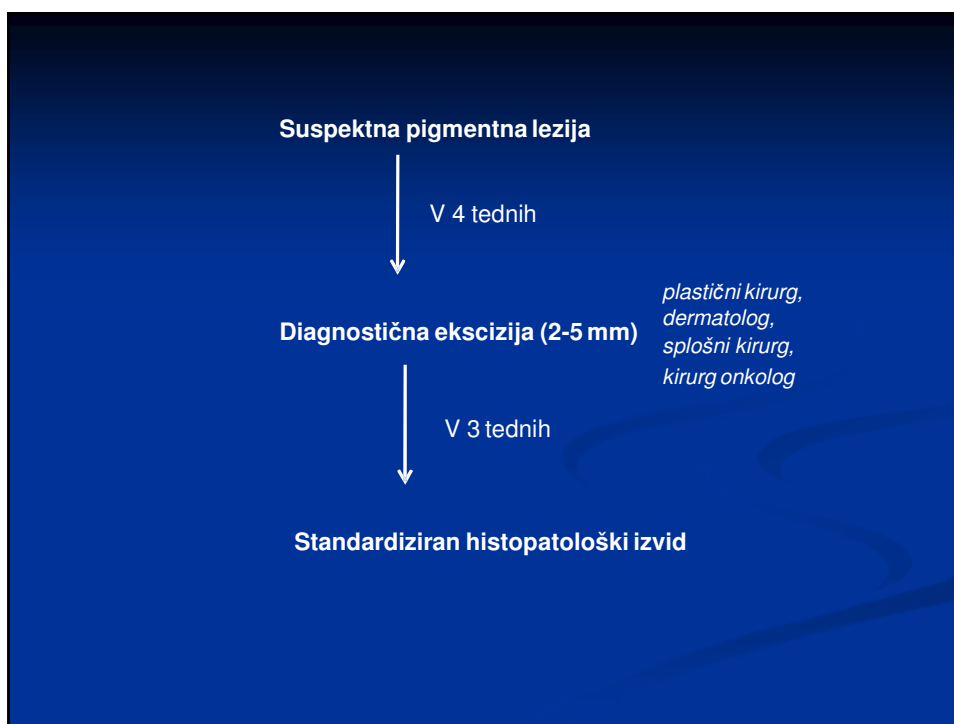 Suspektna pigmentna lezija
V 4 tednih
plastični kirurg,
dermatolog,
Diagnostična ekscizija (2-5 mm)
splošni kirurg,
kirurg onkolog
V 3 tednih
Standardiziran histopatološki izvid